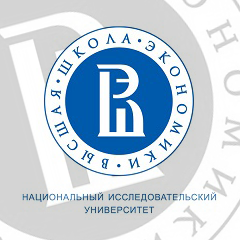 ВЫСШАЯ • ШКОЛА • ЭКОНОМИКИ •
НАЦИОНАЛЬНЫЙ ИССЛЕДОВАТЕЛЬСКИЙ
УНИВЕРСИТЕТ